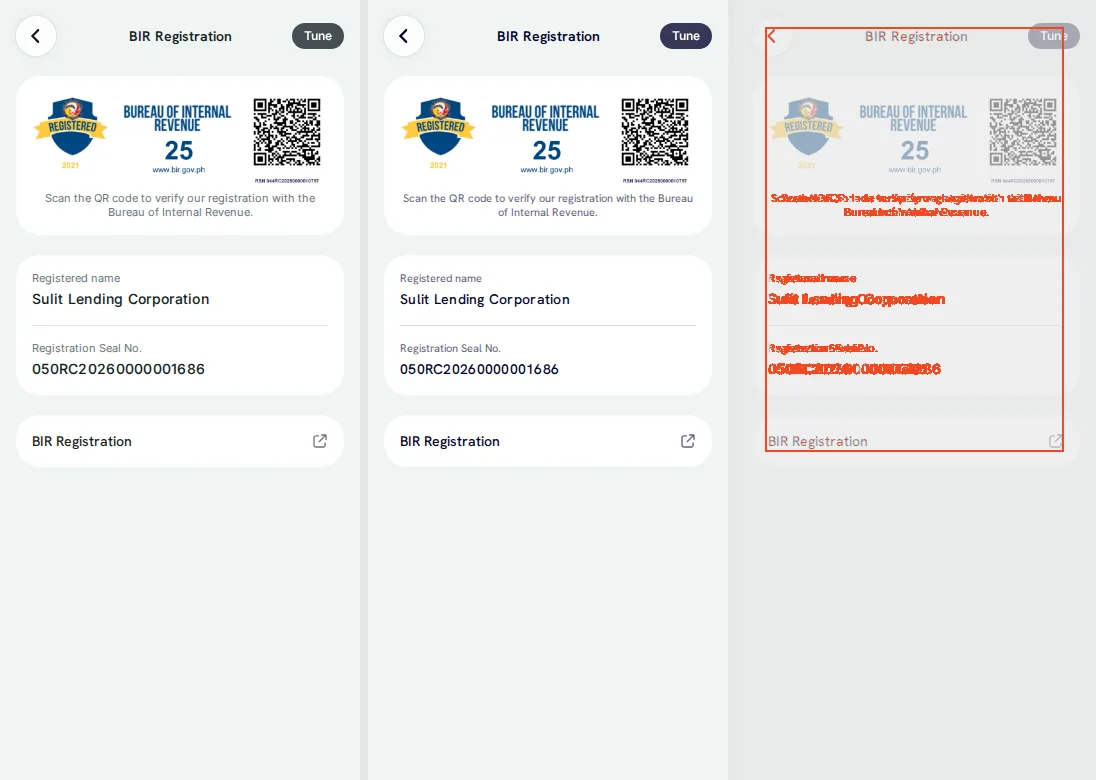 BIR Registration
Tune
REGISTERED
2021
BUREAU OF INTERNAL
REVENUE
25
www.bir.gov.ph
Scan the QR code to verify our registration with the
Bureau of Internal Revenue.
Registered name
Sulit Lending Corporation
Registration Seal No.
050RC20260000001686
BIR Registration
BIR Registration
Tune
REGISTERED
2021
BUREAU OF INTERNAL
REVENUE
25
www.bir.gov.ph
Scan the QR code to verify our registration with the Bureau
of Internal Revenue.
Registered name
Sulit Lending Corporation
Registration Seal No.
050RC20260000001686
BIR Registration
BIR Registration
Tune
REGISTERED
2021
BUREAU OF INTERNAL
REVENUE
25
www.bir.gov.ph
BIR Registration